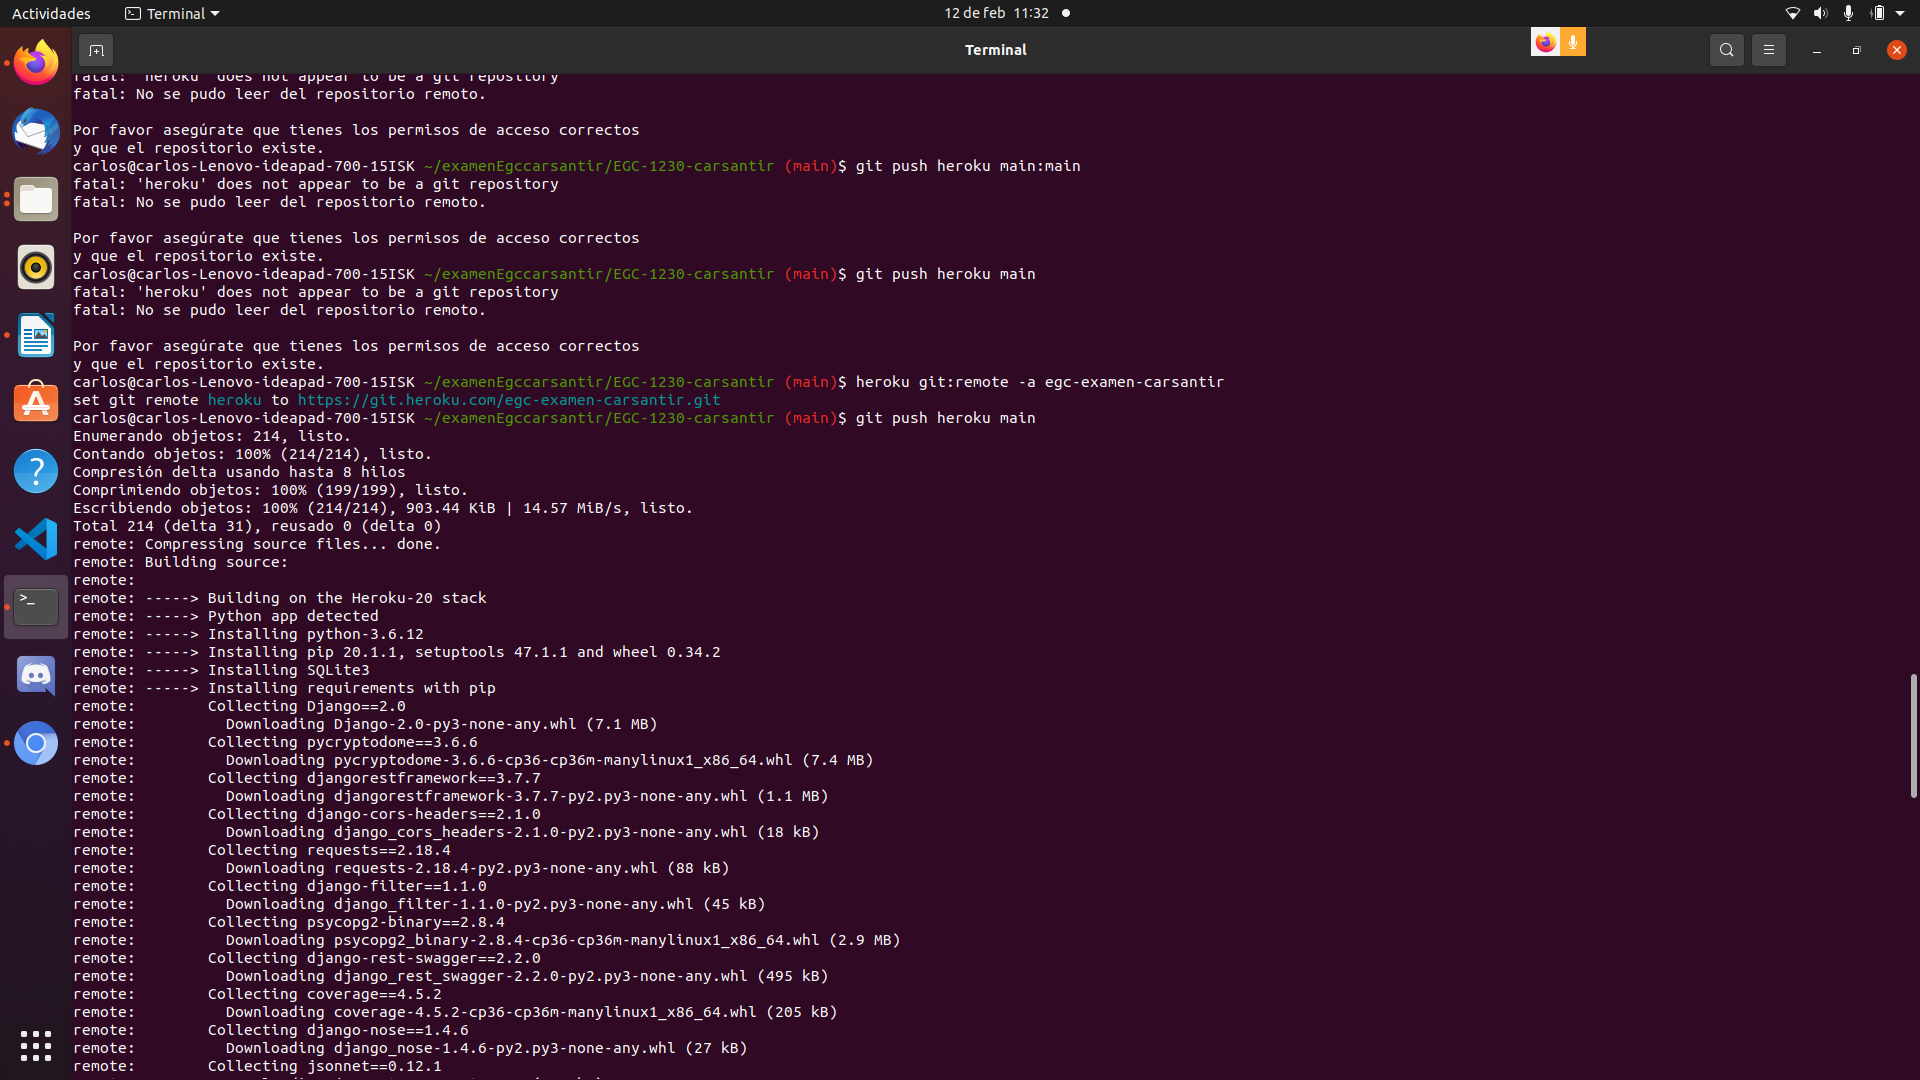 Actividades
Terminal
12 de feb 11:32
Terminal
fatal: 'heroku' does not appear to be a git repository
fatal: No se pudo leer del repositorio remoto.
Por favor asegúrate que tienes los permisos de acceso correctos
y que el repositorio existe.
carlos@carlos-Lenovo-ideapad-700-15ISK ~/examenEgccarsantir/EGC-1230-carsantir (main)$ git push heroku main:main
fatal: 'heroku' does not appear to be a git repository
fatal: No se pudo leer del repositorio remoto.
Por favor asegúrate que tienes los permisos de acceso correctos
y que el repositorio existe.
carlos@carlos-Lenovo-ideapad-700-15ISK ~/examenEgccarsantir/EGC-1230-carsantir (main)$ git push heroku main
fatal: 'heroku' does not appear to be a git repository
fatal: No se pudo leer del repositorio remoto.
Por favor asegúrate que tienes los permisos de acceso correctos
y que el repositorio existe.
carlos@carlos-Lenovo-ideapad-700-15ISK ~/examenEgccarsantir/EGC-1230-carsantir (main)$ heroku git:remote -a egc-examen-carsantir
set git remote heroku to https://git.heroku.com/egc-examen-carsantir.git
carlos@carlos-Lenovo-ideapad-700-15ISK ~/examenEgccarsantir/EGC-1230-carsantir (main)$ git push heroku main
Enumerando objetos: 214, listo.
Contando objetos: 100% (214/214), listo.
Compresión delta usando hasta 8 hilos
Comprimiendo objetos: 100% (199/199), listo.
Escribiendo objetos: 100% (214/214), 903.44 KiB | 14.57 MiB/s, listo.
Total 214 (delta 31), reusado 0 (delta 0)
remote: Compressing source files... done.
remote: Building source:
remote:
remote: -----> Building on the Heroku-20 stack
remote: -----> Python app detected
remote: -----> Installing python-3.6.12
remote: -----> Installing pip 20.1.1, setuptools 47.1.1 and wheel 0.34.2
remote: -----> Installing SQLite3
remote: -----> Installing requirements with pip
remote:        Collecting Django==2.0
remote:          Downloading Django-2.0-py3-none-any.whl (7.1 MB)
remote:        Collecting pycryptodome==3.6.6
remote:          Downloading pycryptodome-3.6.6-cp36-cp36m-manylinux1_x86_64.whl (7.4 MB)
remote:        Collecting djangorestframework==3.7.7
remote:          Downloading djangorestframework-3.7.7-py2.py3-none-any.whl (1.1 MB)
remote:        Collecting django-cors-headers==2.1.0
remote:          Downloading django_cors_headers-2.1.0-py2.py3-none-any.whl (18 kB)
remote:        Collecting requests==2.18.4
remote:          Downloading requests-2.18.4-py2.py3-none-any.whl (88 kB)
remote:        Collecting django-filter==1.1.0
remote:          Downloading django_filter-1.1.0-py2.py3-none-any.whl (45 kB)
remote:        Collecting psycopg2-binary==2.8.4
remote:          Downloading psycopg2_binary-2.8.4-cp36-cp36m-manylinux1_x86_64.whl (2.9 MB)
remote:        Collecting django-rest-swagger==2.2.0
remote:          Downloading django_rest_swagger-2.2.0-py2.py3-none-any.whl (495 kB)
remote:        Collecting coverage==4.5.2
remote:          Downloading coverage-4.5.2-cp36-cp36m-manylinux1_x86_64.whl (205 kB)
remote:        Collecting django-nose==1.4.6
remote:          Downloading django_nose-1.4.6-py2.py3-none-any.whl (27 kB)
remote:        Collecting jsonnet==0.12.1